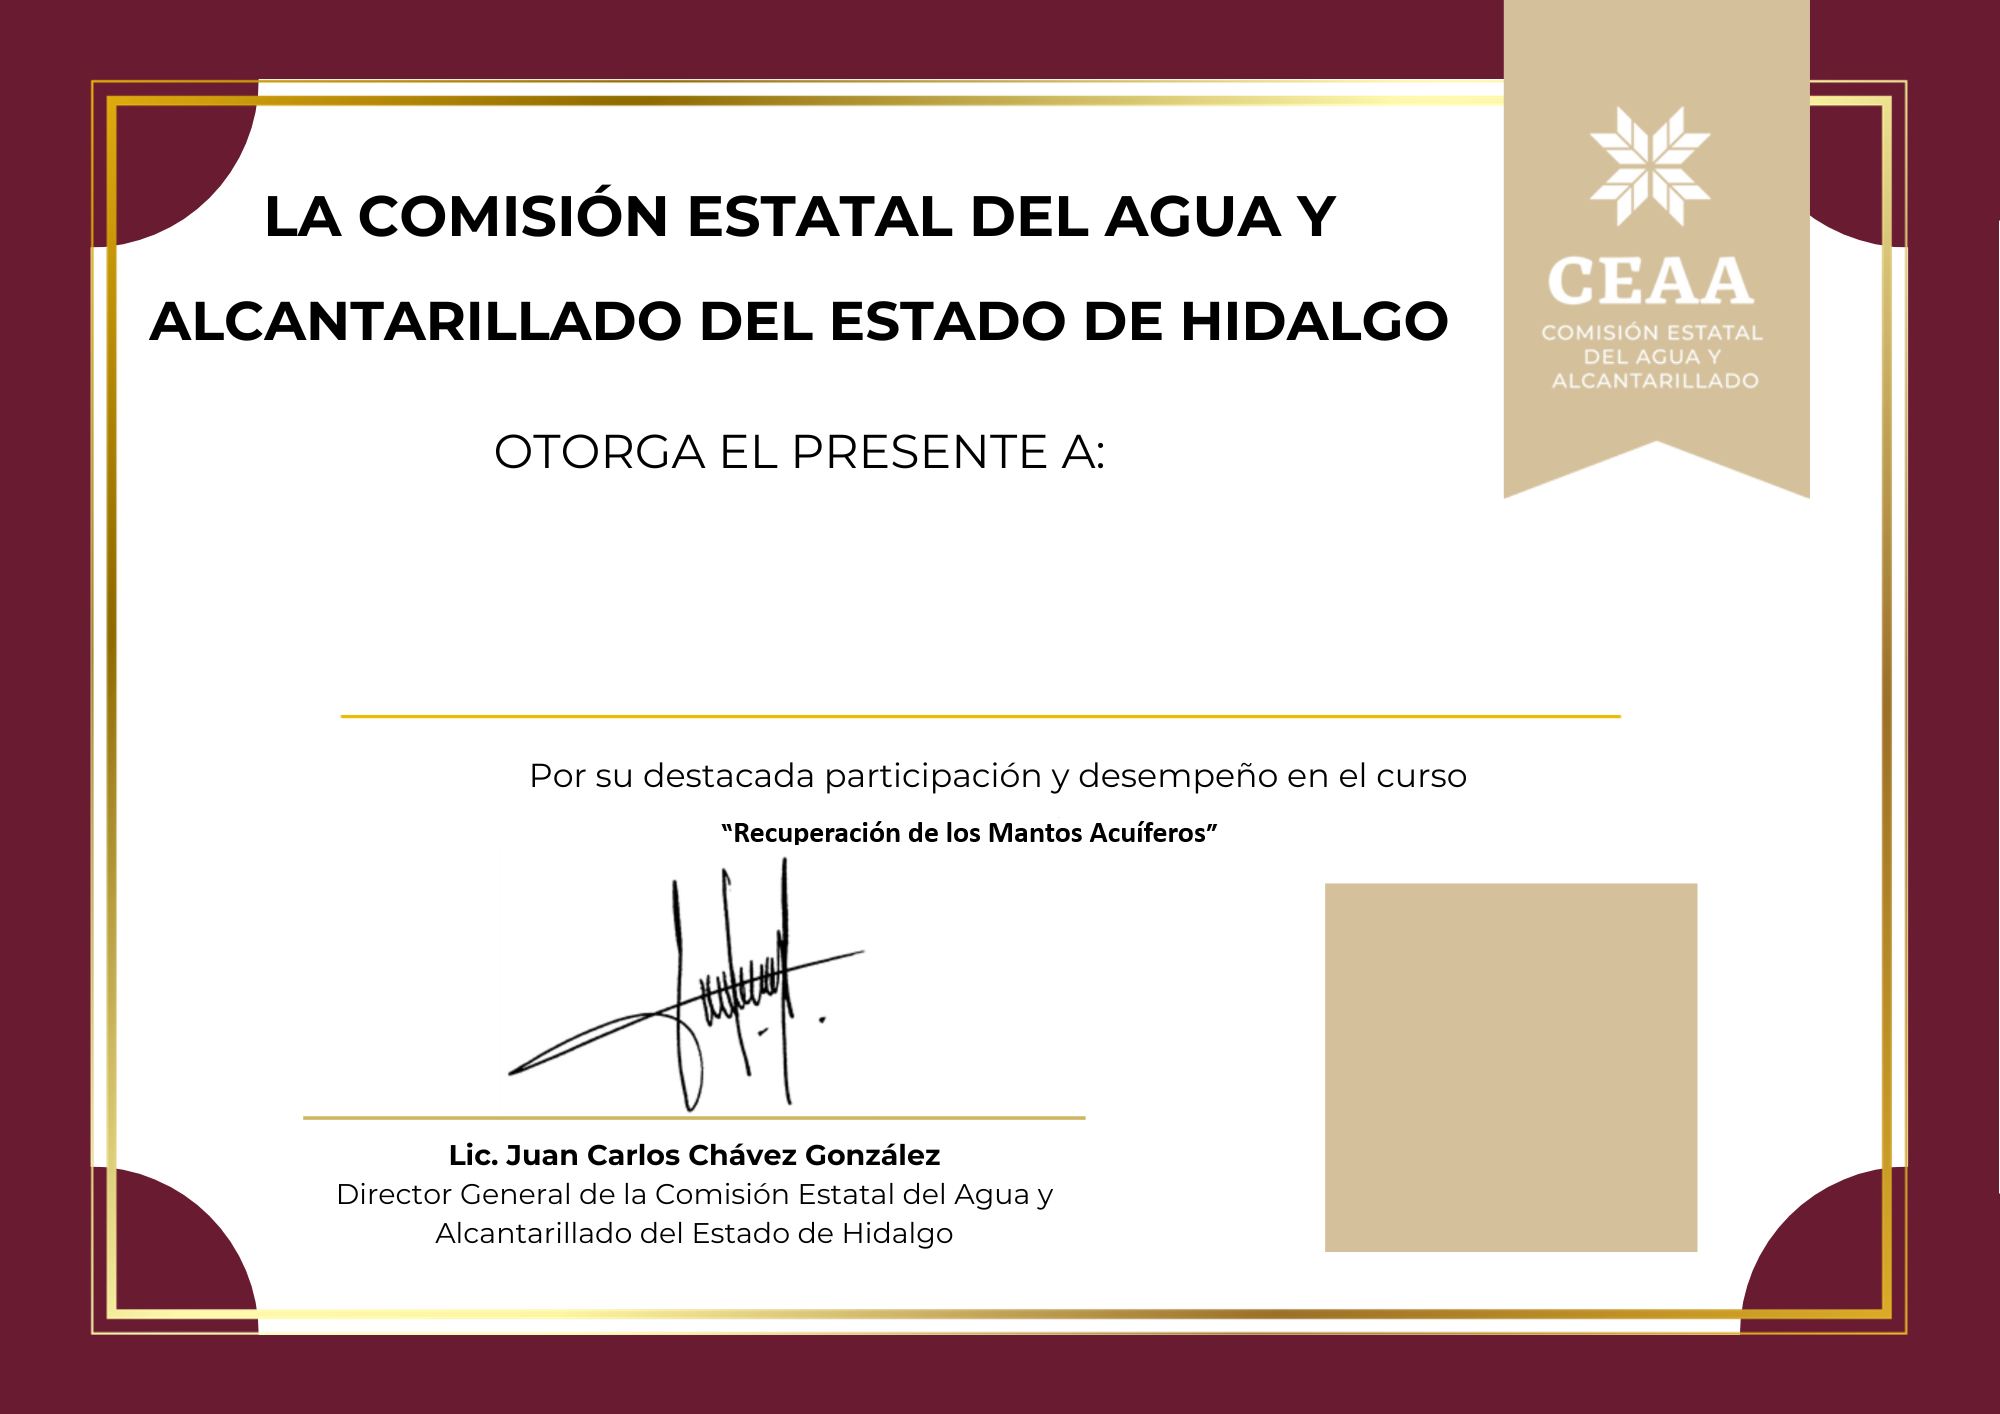 LA COMISIÓN ESTATAL DEL AGUA Y
ALCANTARILLADO DEL ESTADO DE HIDALGO
CEAA
COMISIÓN ESTATAL
DEL AGUA Y
ALCANTARILLADO
OTORGA EL PRESENTE A:
Por su destacada participación y desempeño en el curso
“Recuperación de los Mantos Acuíferos”
Lic. Juan Carlos Chávez González
Director General de la Comisión Estatal del Agua y
Alcantarillado del Estado de Hidalgo